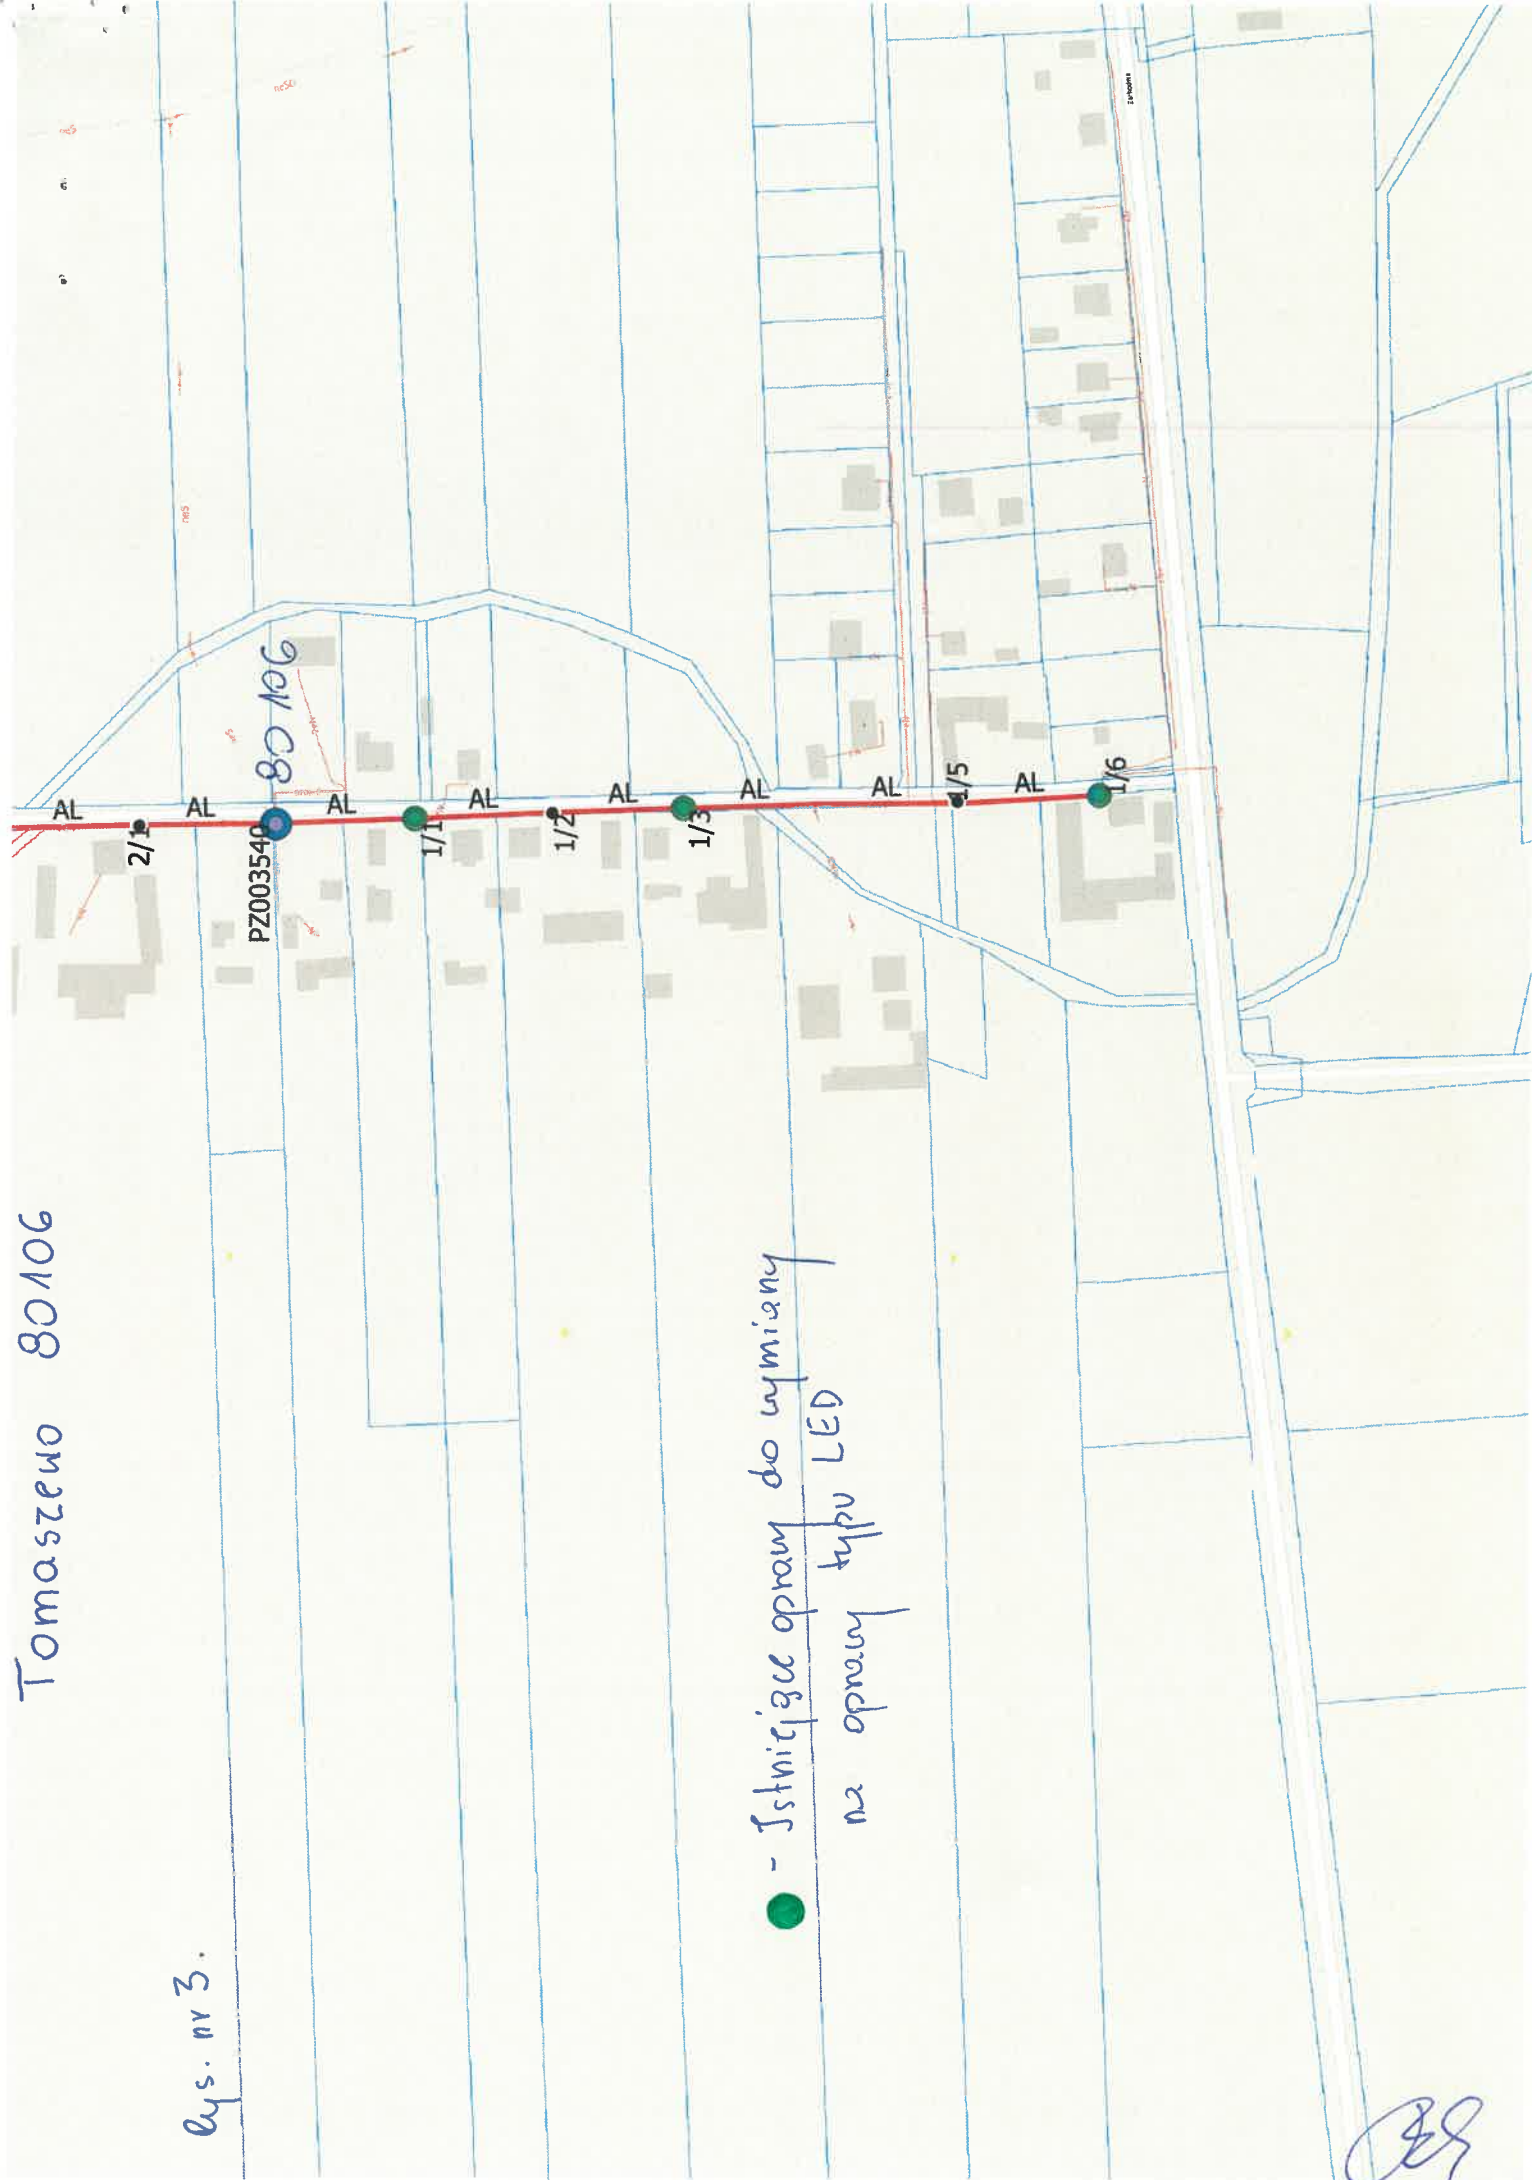 Rys. nr 3.
Tomaszewo 80106
- Istniejące oprawy do wymiany
na oprawy typu LED
AL
2/1
AL
PZ003540
80106
AL
1/1
AL
1/2
AL
1/3
AL
AL
1/5
AL
1/6